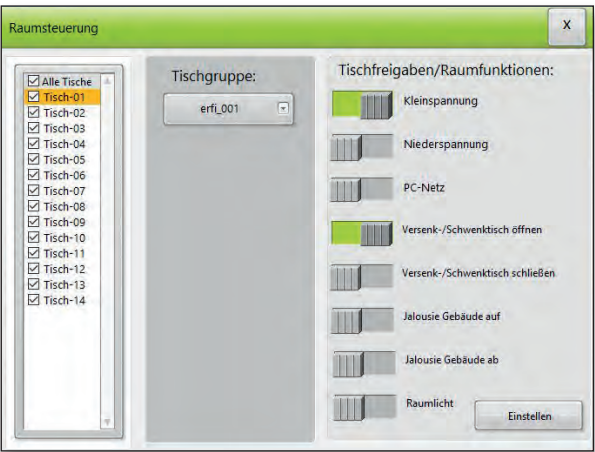 Raumsteuerung
X
Alle Tische
Tisch-01
Tisch-02
Tisch-03
Tisch-04
Tisch-05
Tisch-06
Tisch-07
Tisch-08
Tisch-09
Tisch-10
Tisch-11
Tisch-12
Tisch-13
Tisch-14
Tischgruppe:
erfi_001
Tischfreigaben/Raumfunktionen:
Kleinspannung
Niederspannung
PC-Netz
Versenk-/Schwenktisch öffnen
Versenk-/Schwenktisch schließen
Jalousie Gebäude auf
Jalousie Gebäude ab
Raumlicht
Einstellen